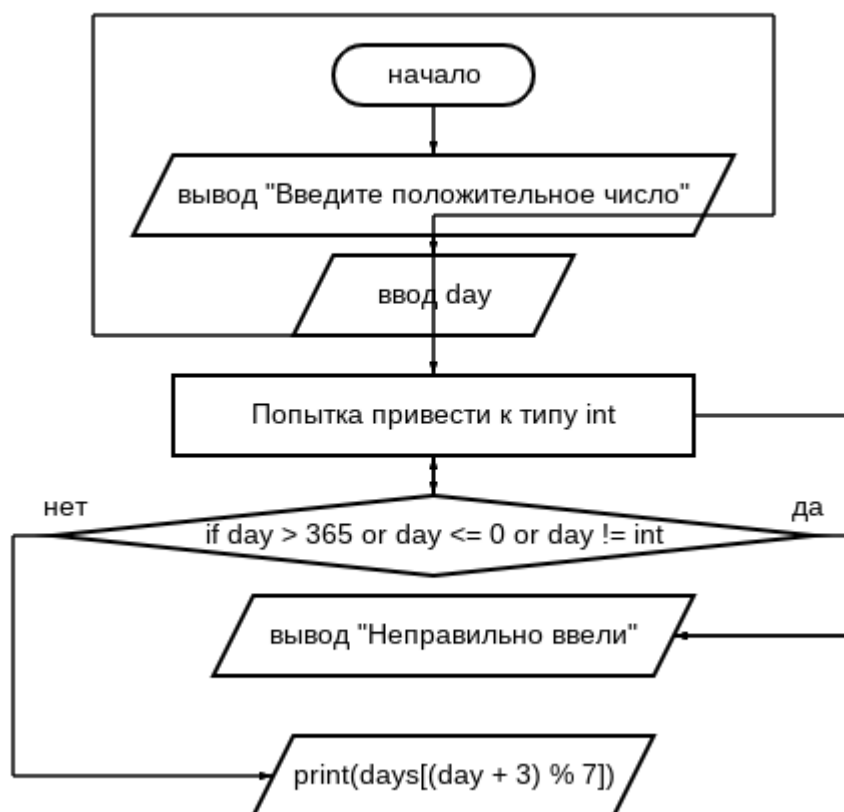 начало
вывод "Введите положительное число"
ввод day
Попытка привести к типу int
нет
да
if day > 365 or day <= 0 or day != int
вывод "Неправильно ввели"
print(days[(day + 3) % 7])